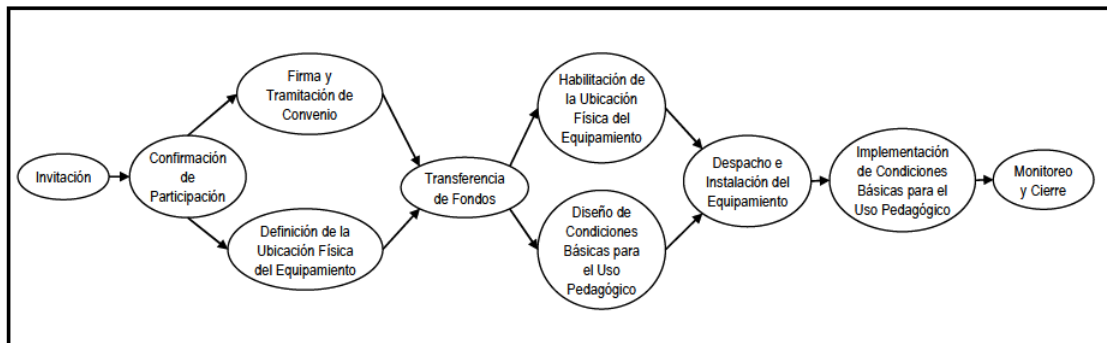 Invitación
Confirmación
de
Participación
Firma y
Tramitación de
Convenio
Definición de la
Ubicación Física
del Equipamiento
Transferencia
de Fondos
Habilitación de
la Ubicación
Física del
Equipamiento
Diseño de
Condiciones
Básicas para
el Uso
Pedagógico
Despacho e
Instalación del
Equipamiento
Implementación
de Condiciones
Básicas para el
Uso Pedagógico
Monitoreo
y Cierre